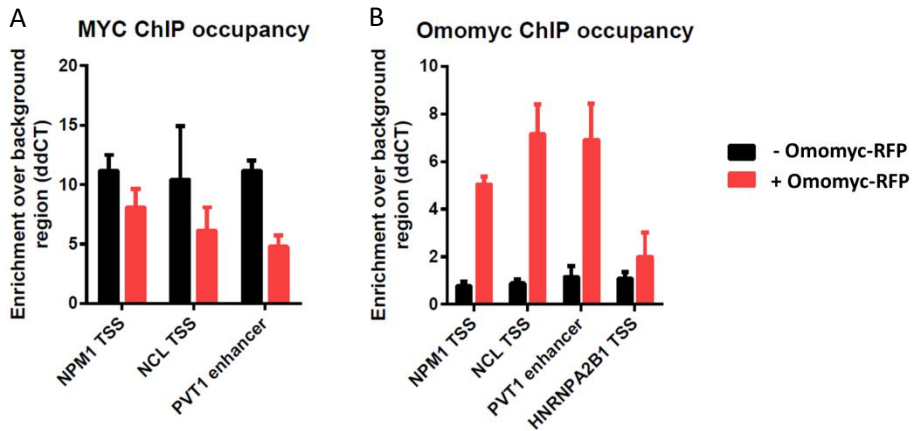 A
MYC ChIP occupancy
Enrichment over background
region (ddCT)
20
15
10
5
0
NPM1 TSS
NCL TSS
PVT1 enhancer
B
Omomyc ChIP occupancy
Enrichment over background
region (ddCT)
10
8
6
4
2
0
NPM1 TSS
NCL TSS
PVT1 enhancer
HNRNPA2B1 TSS
- Omomyc-RFP
+ Omomyc-RFP